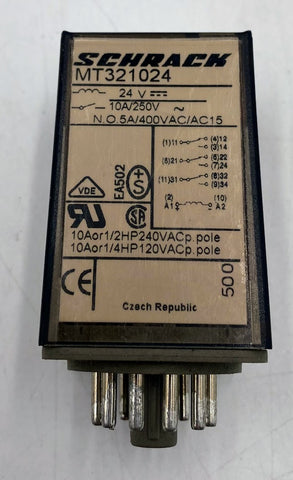 SCHRACK
MT321024
24 V
10A/250V ~
N.O.5A/400VAC/AC15
(1)11 (4)12
(3)14
(6)21 (6)22
(7)24
(11)31 (8)32
(9)34
(2) (10)
A1 A2
VDE
EA502
+S
RU
SA
10Aor1/2HP240VACp.pole
10Aor1/4HP120VACp.pole
CE
500
Czech Republic